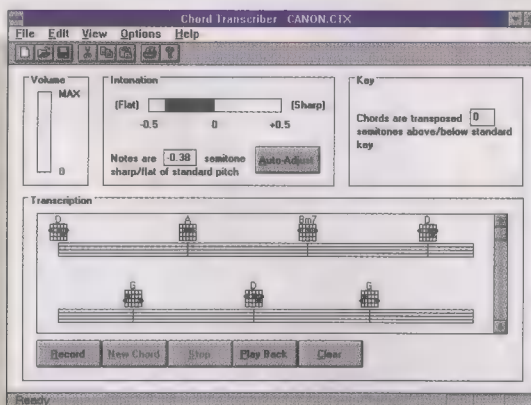 Chord Transcriber CANON.CTX
File Edit View Options Help
Volume
MAX
0
Intonation
(Flat) (Sharp)
-0.5 0 +0.5
Notes are -0.38 semitone
sharp/flat of standard pitch
Auto-Adjust
Key
Chords are transposed 0
semitones above/below standard
key
Transcription
D A Bm7 D
G D G
Record New Chord Stop Play Back Clear
Ready